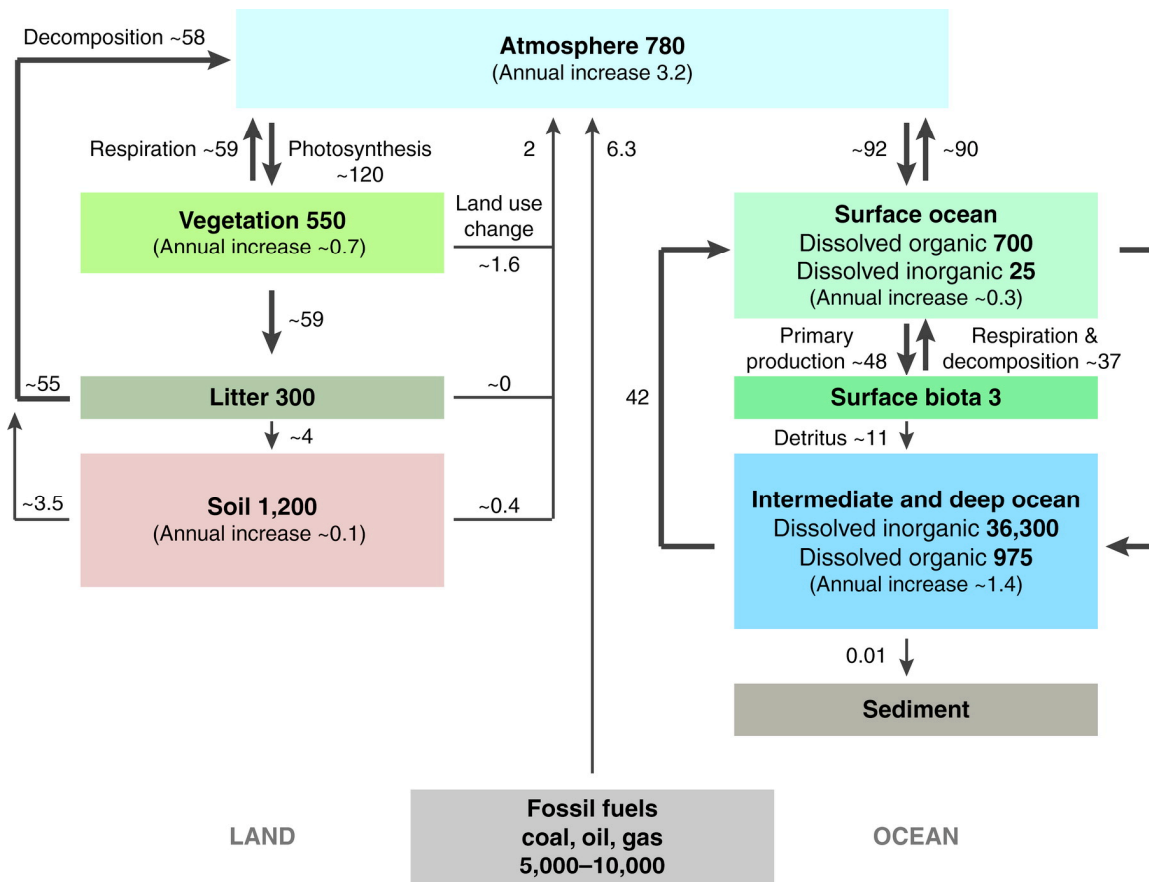 Decomposition ~58
Atmosphere 780
(Annual increase 3.2)
Respiration ~59
Photosynthesis
~120
2
6.3
~92
~90
Vegetation 550
(Annual increase ~0.7)
Land use
change
~1.6
Surface ocean
Dissolved organic 700
Dissolved inorganic 25
(Annual increase ~0.3)
~59
Primary
production ~48
Respiration &
decomposition ~37
~55
Litter 300
~0
42
Surface biota 3
~4
Detritus ~11
~3.5
Soil 1,200
(Annual increase ~0.1)
~0.4
Intermediate and deep ocean
Dissolved inorganic 36,300
Dissolved organic 975
(Annual increase ~1.4)
0.01
Sediment
LAND
Fossil fuels
coal, oil, gas
5,000–10,000
OCEAN